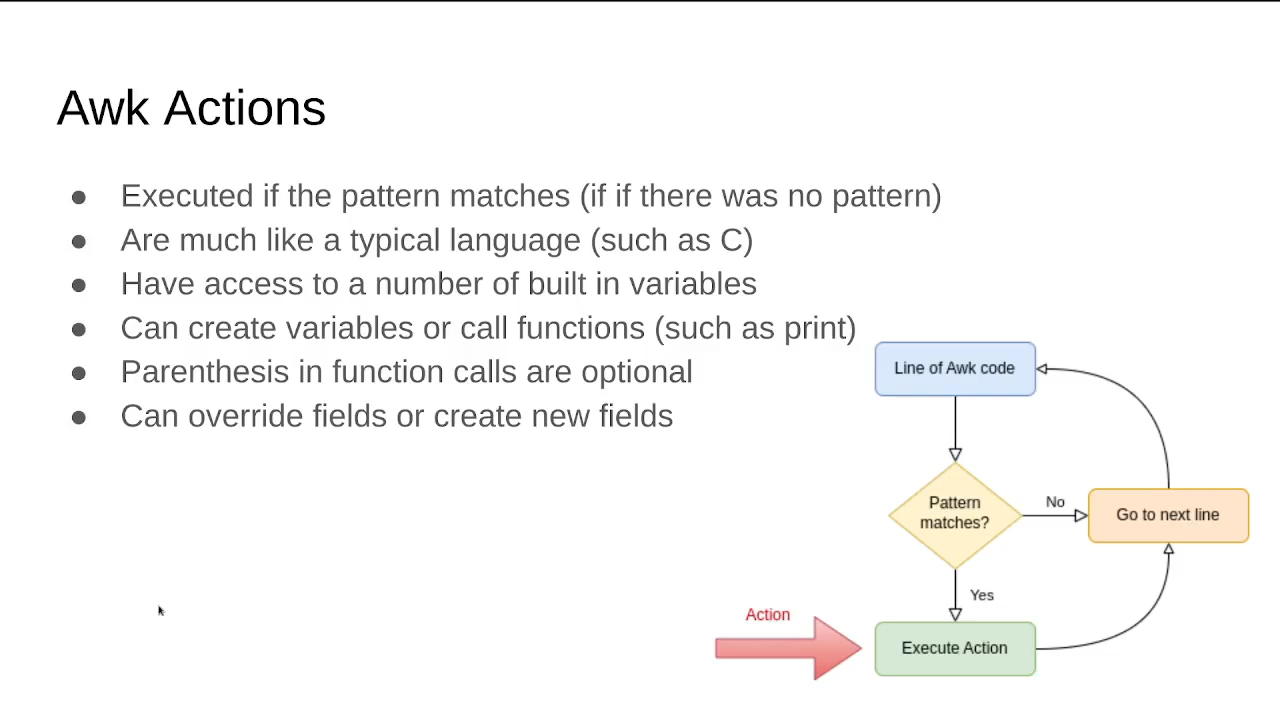 Awk Actions
● Executed if the pattern matches (if if there was no pattern)
● Are much like a typical language (such as C)
● Have access to a number of built in variables
● Can create variables or call functions (such as print)
● Parenthesis in function calls are optional
● Can override fields or create new fields
Line of Awk code
Pattern
matches?
No
Go to next line
Yes
Action
Execute Action